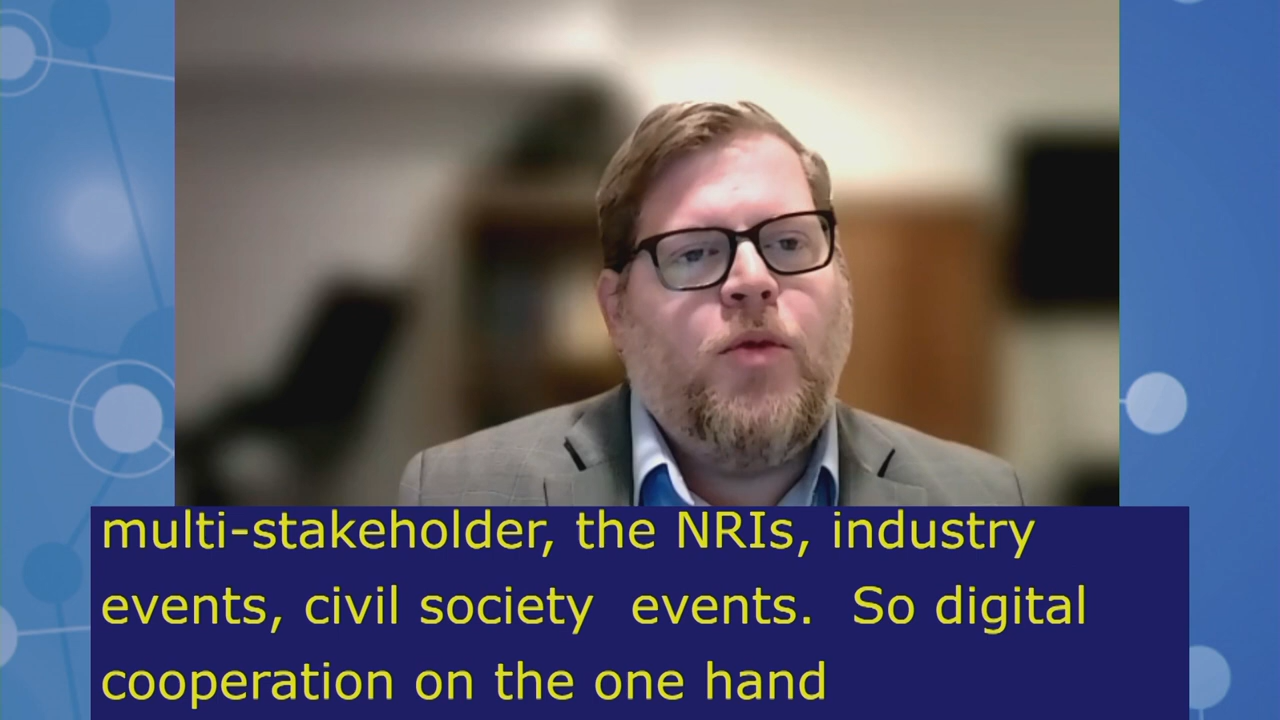 multi-stakeholder, the NRIs, industry
events, civil society  events.  So digital
cooperation on the one hand